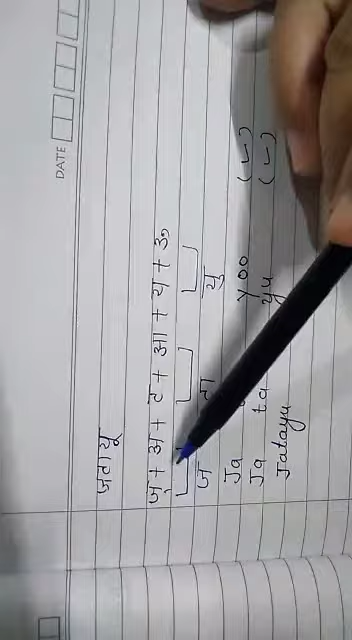 DATE
जटायू
ज् + अ + ट + आ + य + उ,
ज टा यु
Ja yoo (✓)
Ja ta yu (✓)
Jatayu